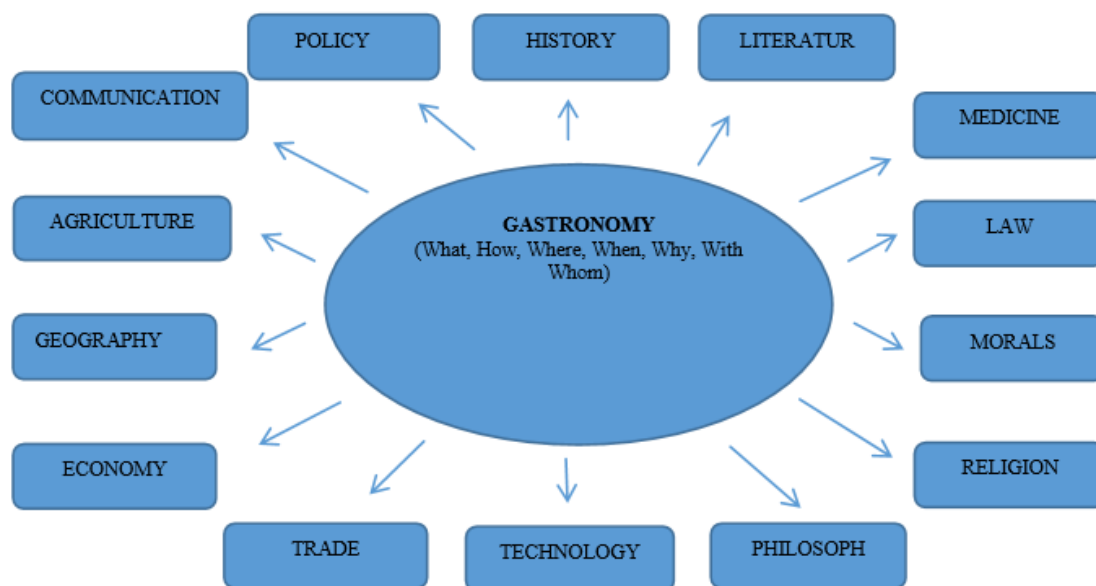 POLICY
HISTORY
LITERATUR
COMMUNICATION
MEDICINE
AGRICULTURE
GASTRONOMY
(What, How, Where, When, Why, With
Whom)
LAW
GEOGRAPHY
MORALS
ECONOMY
RELIGION
TRADE
TECHNOLOGY
PHILOSOPH